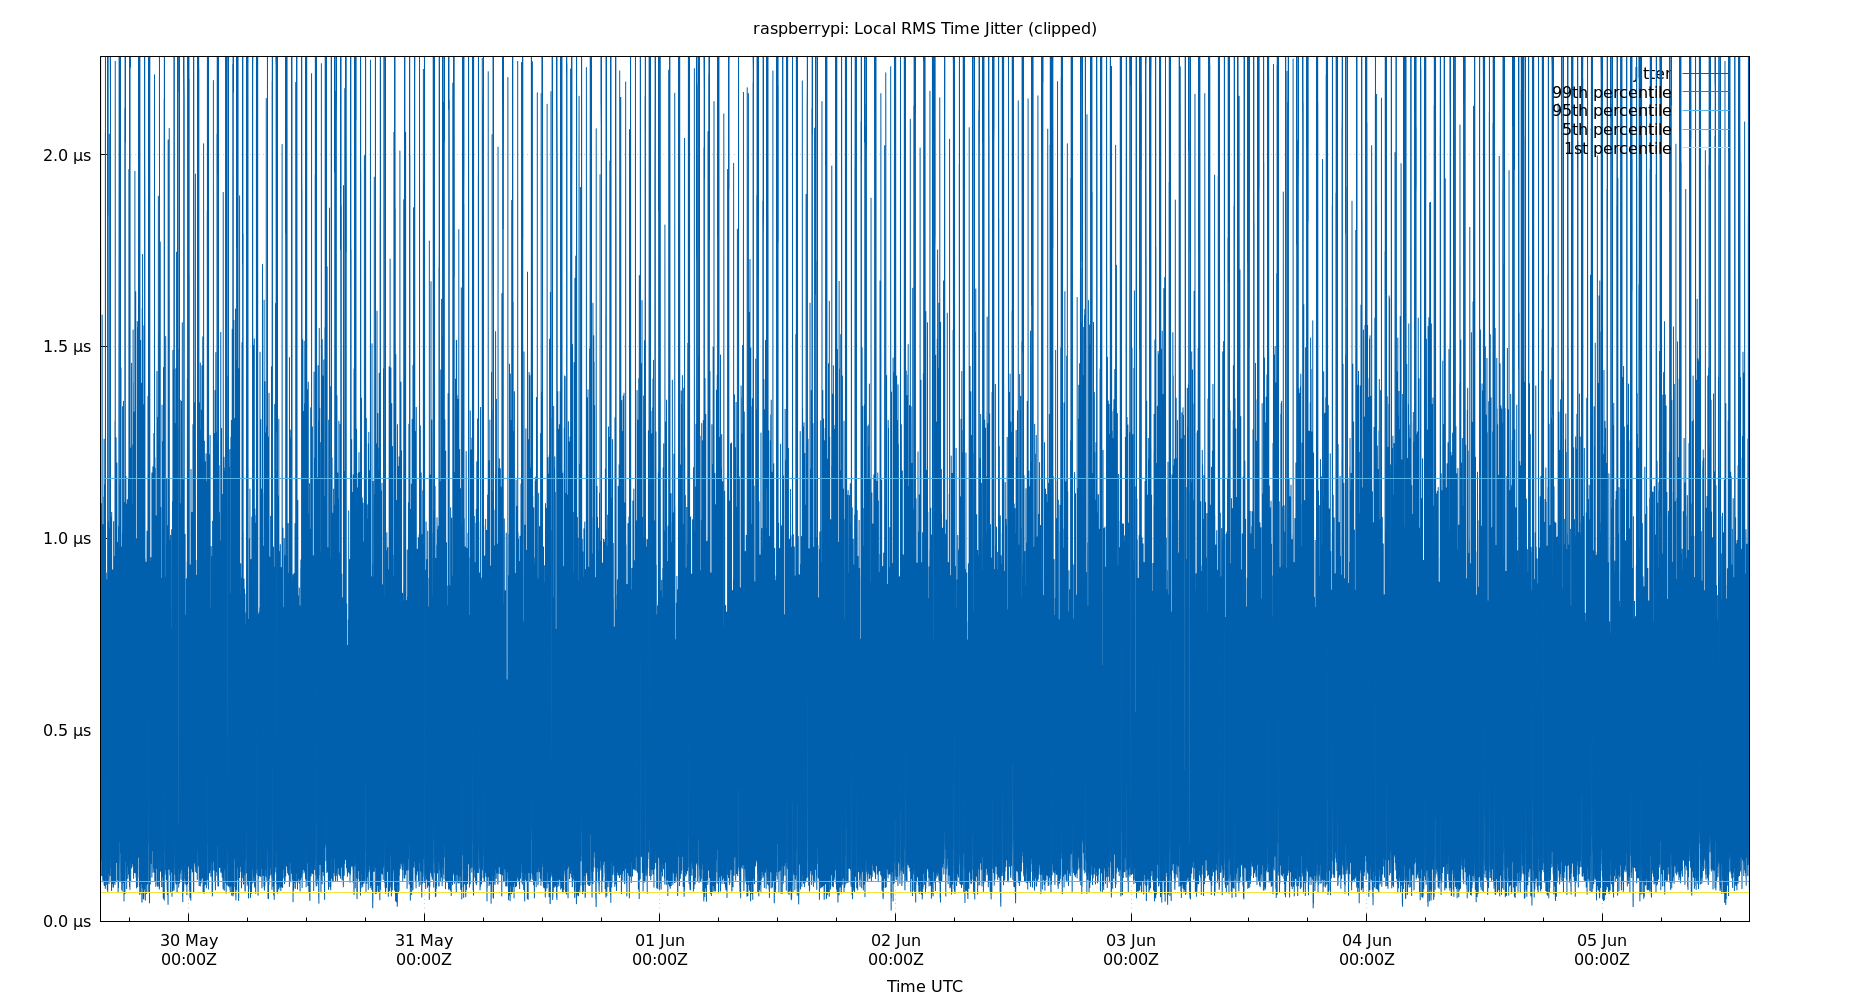 raspberrypi: Local RMS Time Jitter (clipped)
jitter
99th percentile
95th percentile
5th percentile
1st percentile
2.0 µs
1.5 µs
1.0 µs
0.5 µs
0.0 µs
30 May 31 May 01 Jun 02 Jun 03 Jun 04 Jun 05 Jun
00:00Z 00:00Z 00:00Z 00:00Z 00:00Z 00:00Z 00:00Z
Time UTC